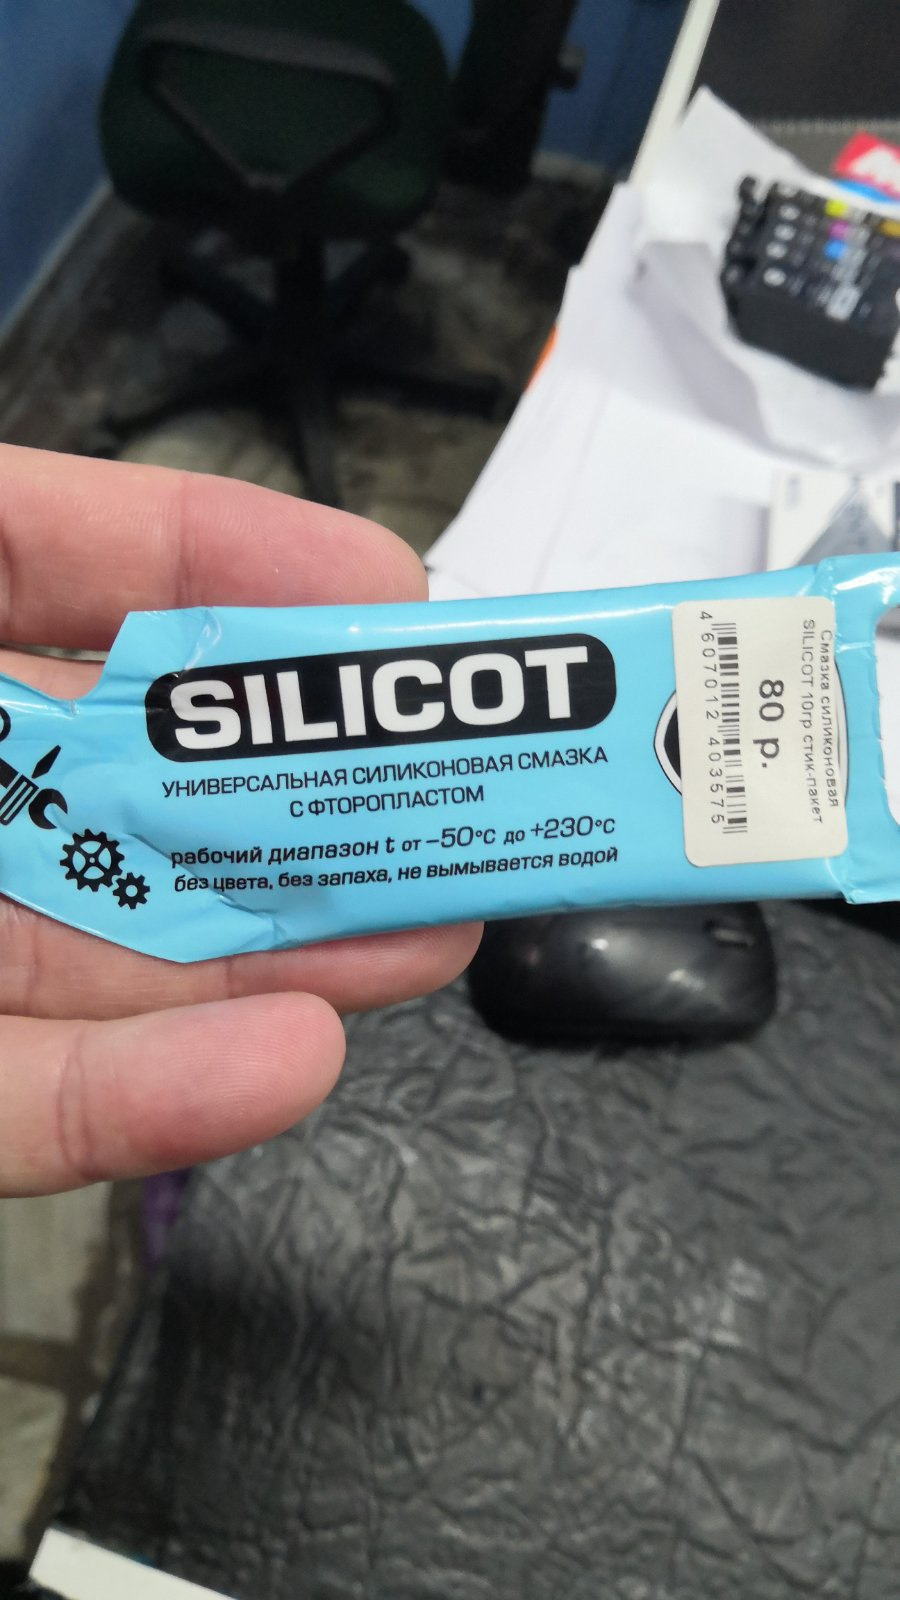 SILICOT
УНИВЕРСАЛЬНАЯ СИЛИКОНОВАЯ СМАЗКА
С ФТОРОПЛАСТОМ
рабочий диапазон t от –50°C до +230°C
без цвета, без запаха, не вымывается водой
Смазка силиконовая
SILICOT 10гр стик-пакет
80 р.
4 607012 403575